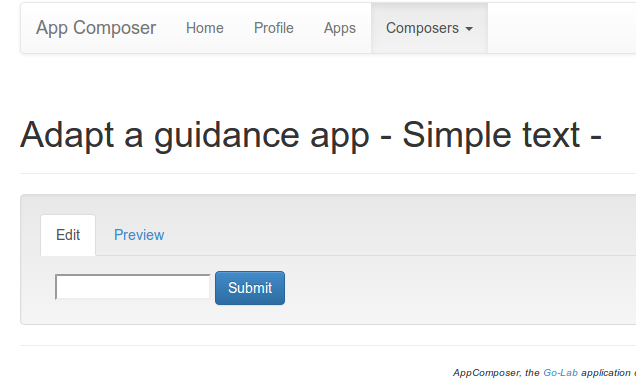 App Composer Home Profile Apps Composers
Adapt a guidance app - Simple text -
Edit Preview
Submit
AppComposer, the Go-Lab application